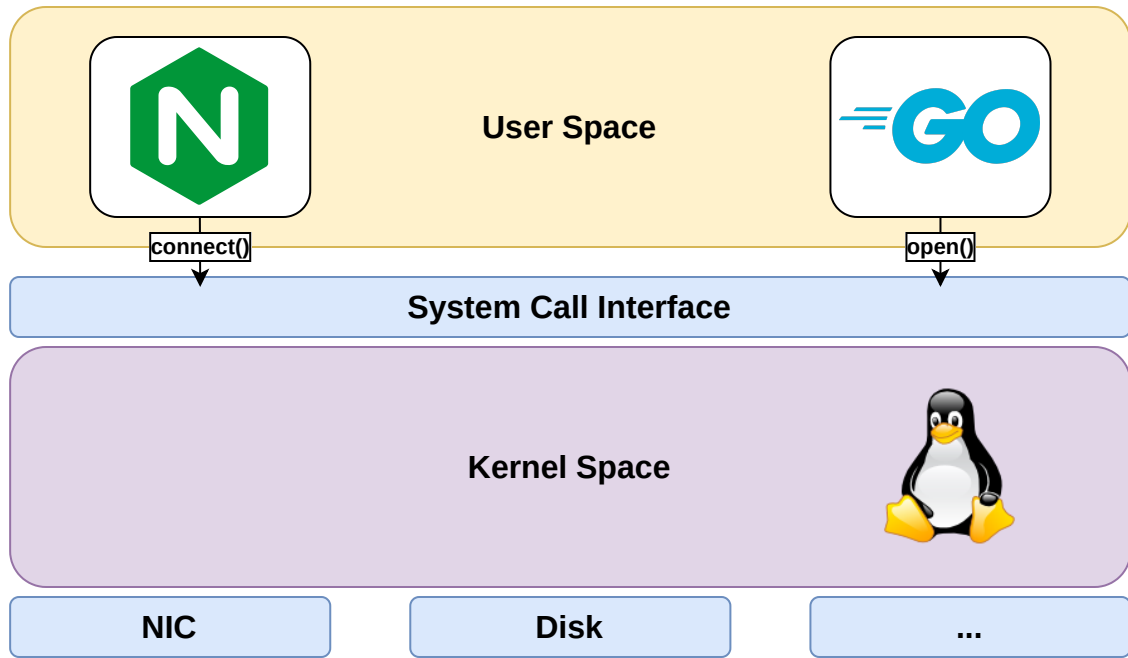 N
User Space
GO
connect()
open()
System Call Interface
Kernel Space
NIC
Disk
...